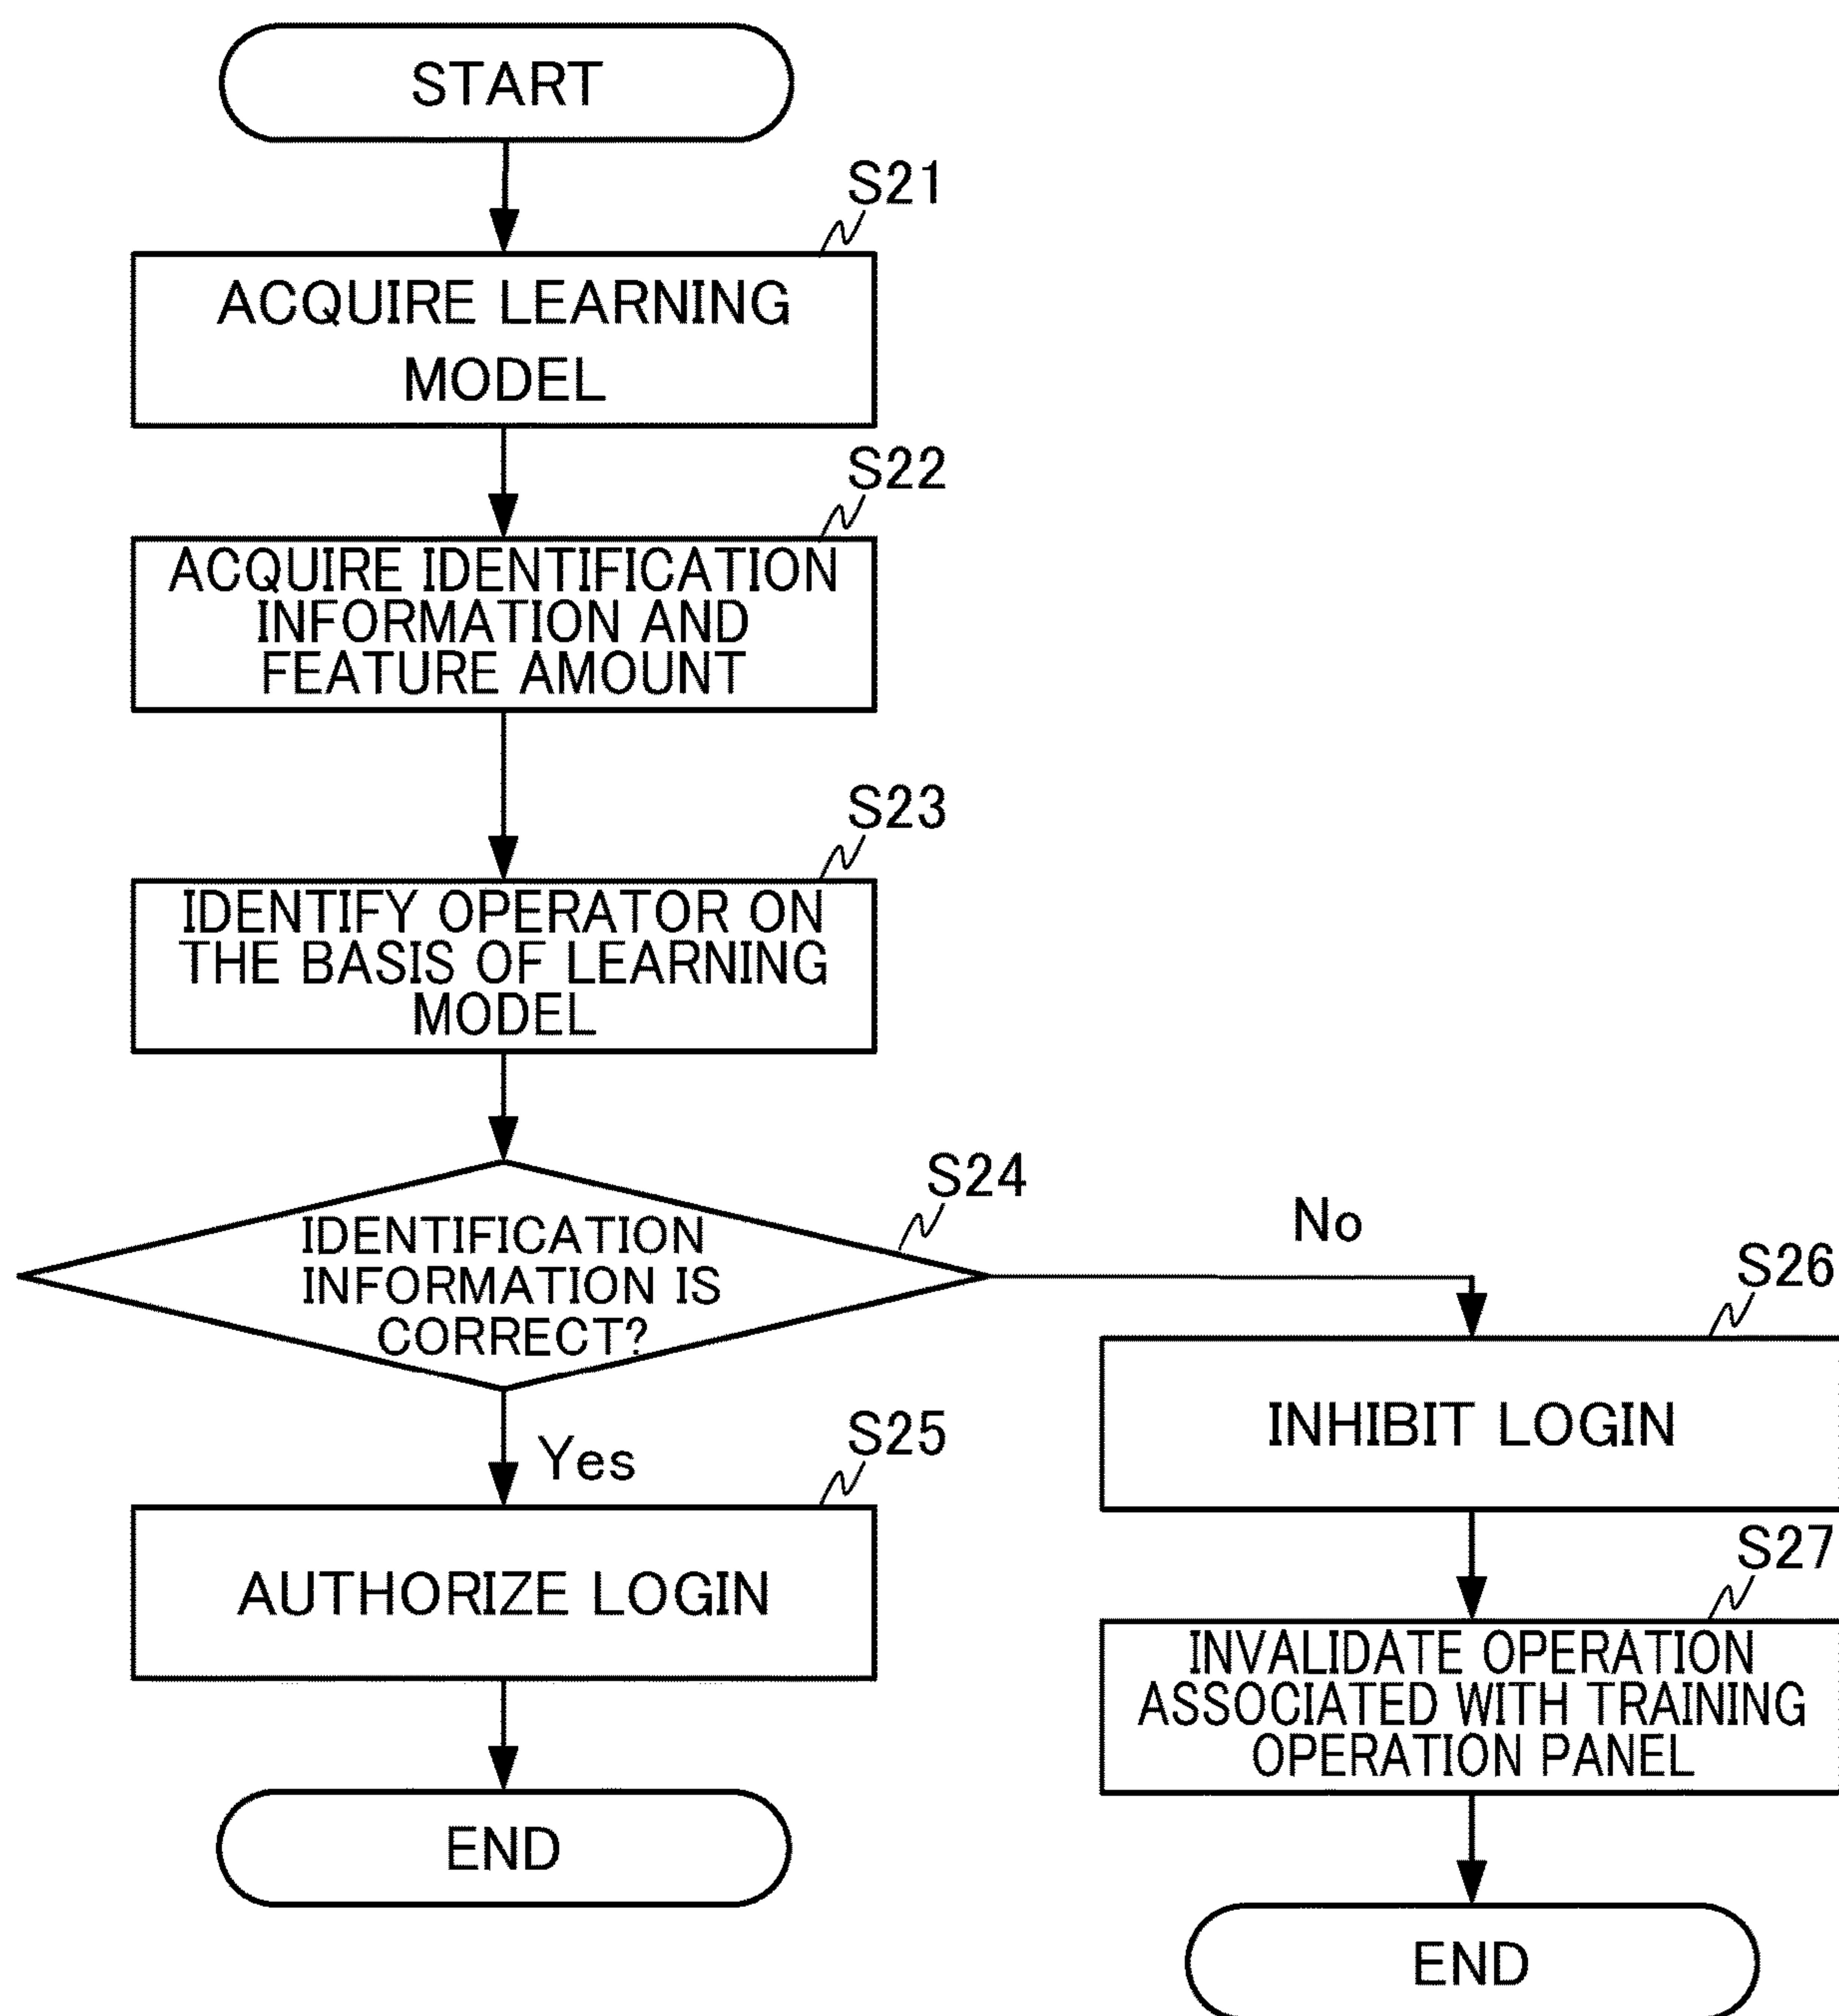 START
S21
ACQUIRE LEARNING
MODEL
S22
ACQUIRE IDENTIFICATION
INFORMATION AND
FEATURE AMOUNT
S23
IDENTIFY OPERATOR ON
THE BASIS OF LEARNING
MODEL
S24
IDENTIFICATION
INFORMATION IS
CORRECT?
No
Yes
S25
AUTHORIZE LOGIN
END
S26
INHIBIT LOGIN
S27
INVALIDATE OPERATION
ASSOCIATED WITH TRAINING
OPERATION PANEL
END